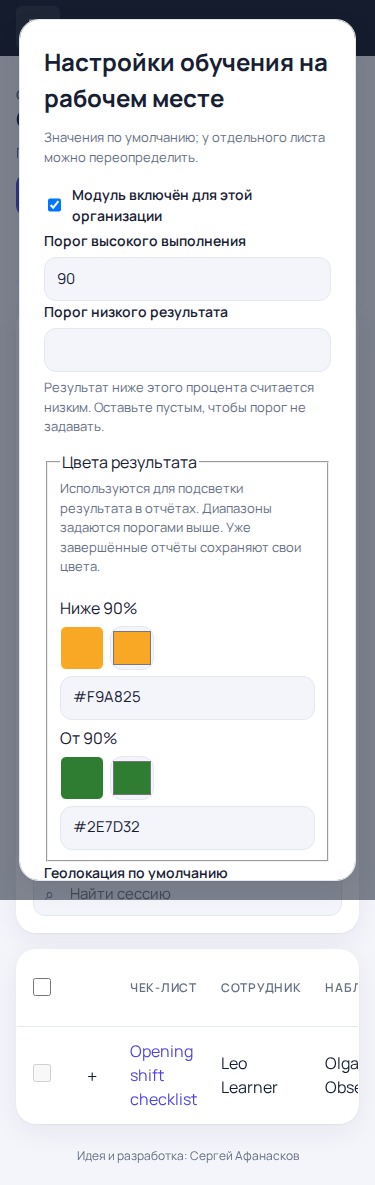 Настройки обучения на
рабочем месте
Значения по умолчанию; у отдельного листа
можно переопределить.
Модуль включён для этой
организации
Порог высокого выполнения
90
Порог низкого результата
Результат ниже этого процента считается
низким. Оставьте пустым, чтобы порог не
задавать.
Цвета результата
Используются для подсветки
результата в отчётах. Диапазоны
задаются порогами выше. Уже
завершённые отчёты сохраняют свои
цвета.
Ниже 90%
#F9A825
От 90%
#2E7D32
Геолокация по умолчанию
Найти сессию
ЧЕК-ЛИСТ СОТРУДНИК НАБЛ
Opening
shift
checklist
+
Leo
Learner
Olga
Obse
Идея и разработка: Сергей Афанасков